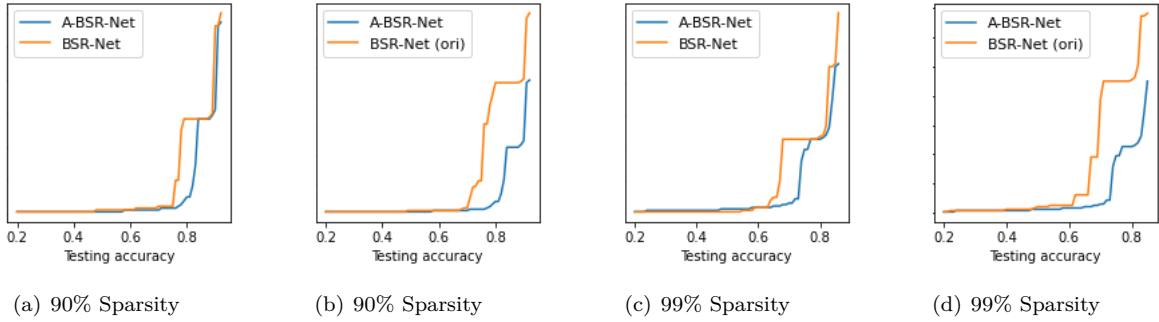 A-BSR-Net
BSR-Net
0.2 0.4 0.6 0.8
Testing accuracy
(a) 90% Sparsity
A-BSR-Net
BSR-Net (ori)
0.2 0.4 0.6 0.8
Testing accuracy
(b) 90% Sparsity
A-BSR-Net
BSR-Net
0.2 0.4 0.6 0.8
Testing accuracy
(c) 99% Sparsity
A-BSR-Net
BSR-Net (ori)
0.2 0.4 0.6 0.8
Testing accuracy
(d) 99% Sparsity